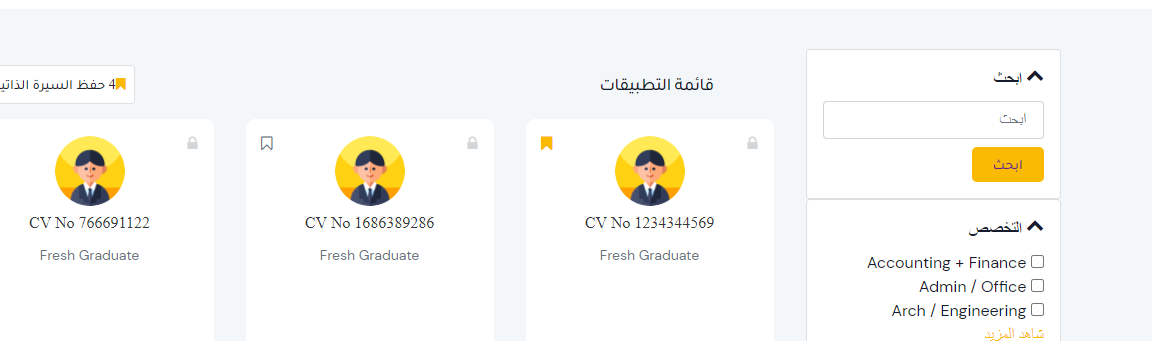 ابحث
ابحث
ابحث
التخصص
Accounting + Finance
Admin / Office
Arch / Engineering
شاهد المزيد
قائمة التطبيقات
4 حفظ السيرة
CV No 1234344569
Fresh Graduate
CV No 1686389286
Fresh Graduate
CV No 766691122
Fresh Graduate